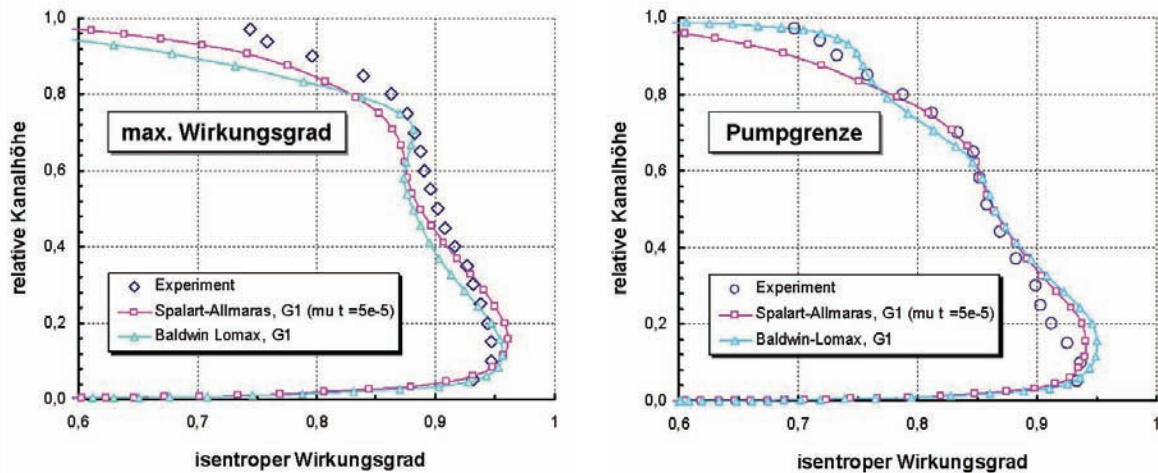 1,0
0,8
0,6
0,4
0,2
0,0
relative Kanalhöhe
max. Wirkungsgrad
Experiment
Spalart-Allmaras, G1 (mu t =5e-5)
Baldwin Lomax, G1
0,6 0,7 0,8 0,9 1
isentroper Wirkungsgrad
1,0
0,8
0,6
0,4
0,2
0,0
relative Kanalhöhe
Pumpgrenze
Experiment
Spalart-Allmaras, G1 (mu t =5e-5)
Baldwin-Lomax, G1
0,6 0,7 0,8 0,9 1
isentroper Wirkungsgrad